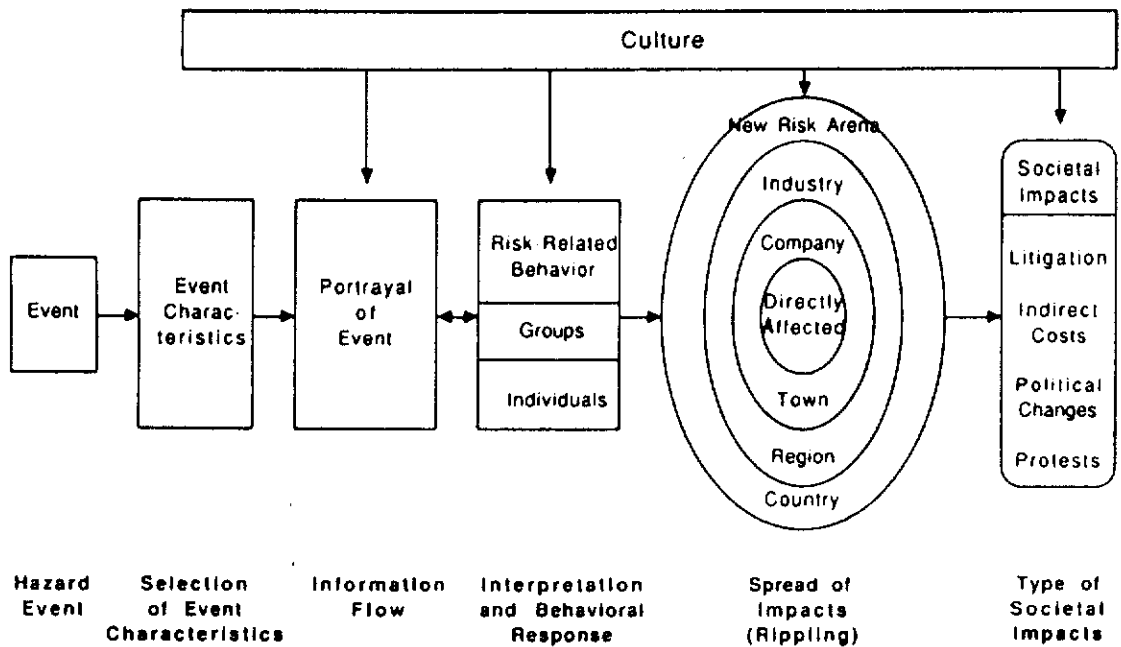 Culture
Event
Event
Charac-
teristics
Portrayal
of
Event
Risk-Related
Behavior
Groups
Individuals
New Risk Arena
Industry
Company
Directly
Affected
Town
Region
Country
Societal
Impacts
Litigation
Indirect
Costs
Political
Changes
Protests
Hazard
Event
Selection
of Event
Characteristics
Information
Flow
Interpretation
and Behavioral
Response
Spread of
Impacts
(Rippling)
Type of
Societal
Impacts